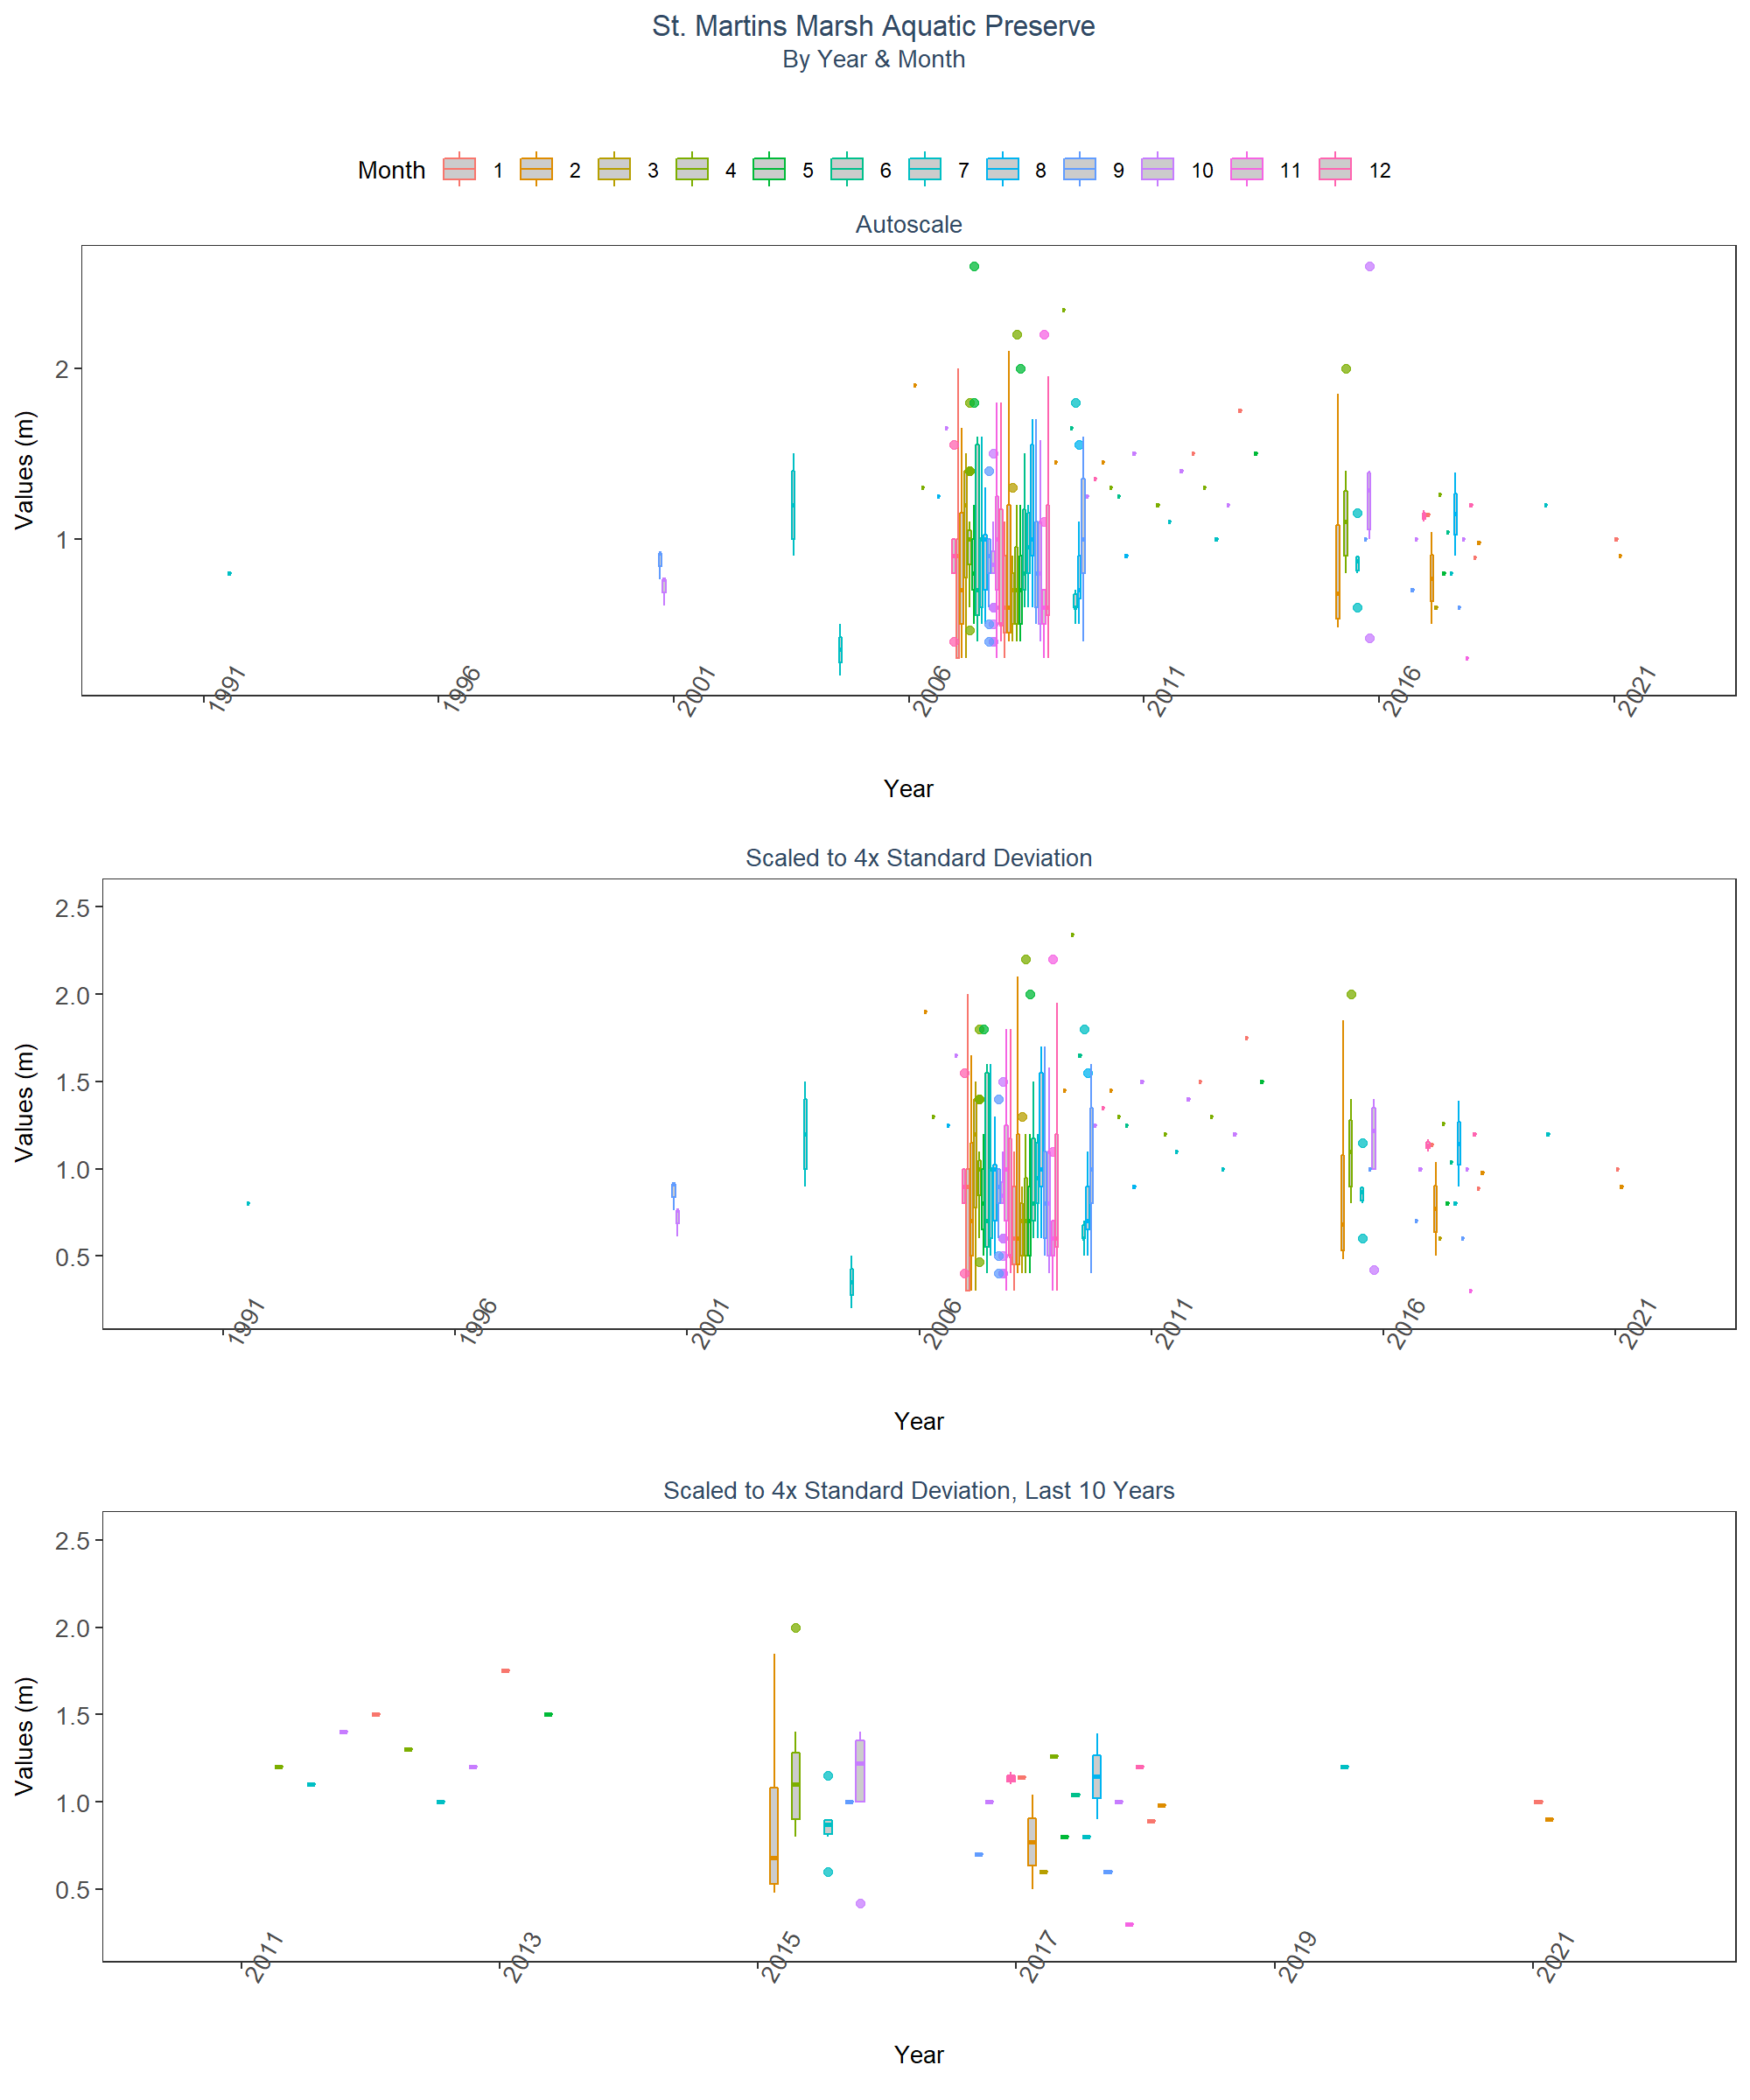 St. Martins Marsh Aquatic Preserve
By Year & Month
Month 1 2 3 4 5 6 7 8 9 10 11 12
Autoscale
Values (m)
2
1
1991 1996 2001 2006 2011 2016 2021
Year
Scaled to 4x Standard Deviation
Values (m)
2.5
2.0
1.5
1.0
0.5
1991 1996 2001 2006 2011 2016 2021
Year
Scaled to 4x Standard Deviation, Last 10 Years
Values (m)
2.5
2.0
1.5
1.0
0.5
2011 2013 2015 2017 2019 2021
Year